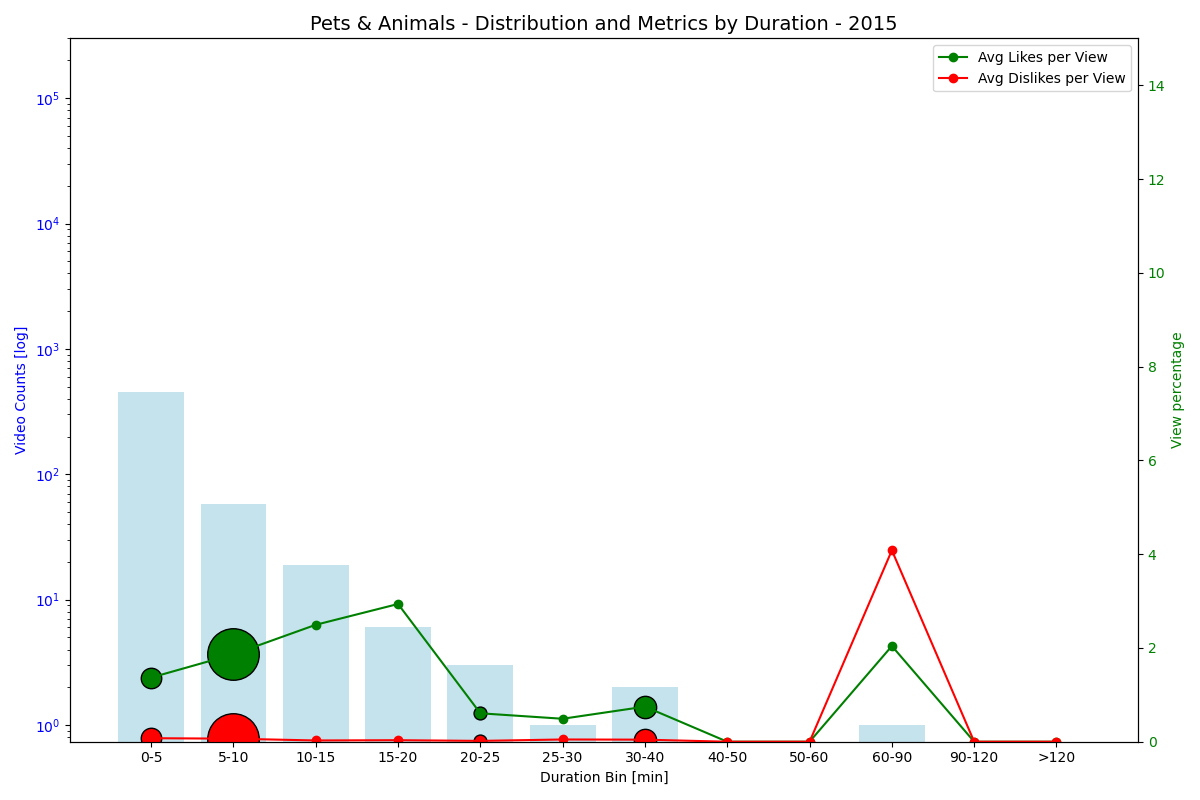 Pets & Animals - Distribution and Metrics by Duration - 2015
Avg Likes per View
Avg Dislikes per View
Video Counts [log]
10^5
10^4
10^3
10^2
10^1
10^0
14
12
10
8
6
4
2
0
View percentage
0-5 5-10 10-15 15-20 20-25 25-30 30-40 40-50 50-60 60-90 90-120 >120
Duration Bin [min]